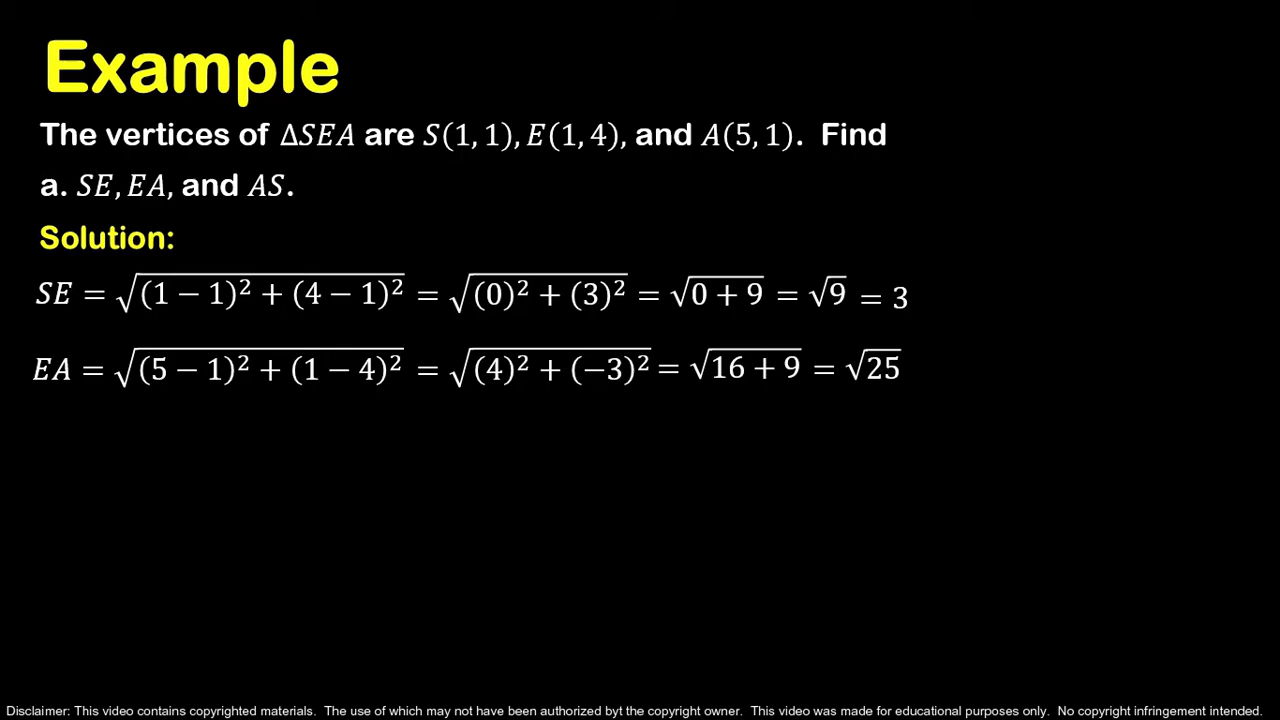 Example
The vertices of ΔSEA are S(1, 1), E(1, 4), and A(5, 1). Find
a. SE, EA, and AS.
Solution:
SE = √((1 − 1)² + (4 − 1)²) = √((0)² + (3)²) = √(0 + 9) = √9 = 3
EA = √((5 − 1)² + (1 − 4)²) = √((4)² + (−3)²) = √(16 + 9) = √25
Disclaimer: This video contains copyrighted materials. The use of which may not have been authorized byt the copyright owner. This video was made for educational purposes only. No copyright infringement intended.